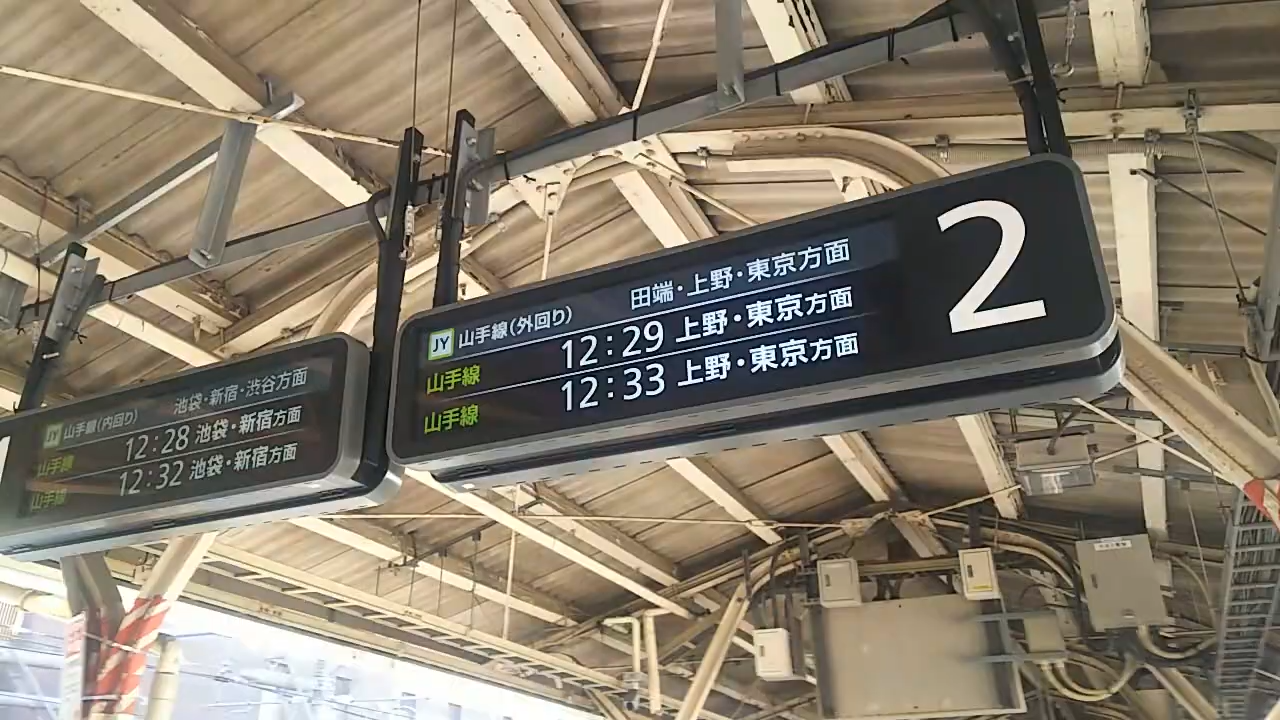 JY 山手線(内回り) 池袋・新宿・渋谷方面
山手線 12:28 池袋・新宿方面
山手線 12:32 池袋・新宿方面
JY 山手線(外回り) 田端・上野・東京方面 2
山手線 12:29 上野・東京方面
山手線 12:33 上野・東京方面